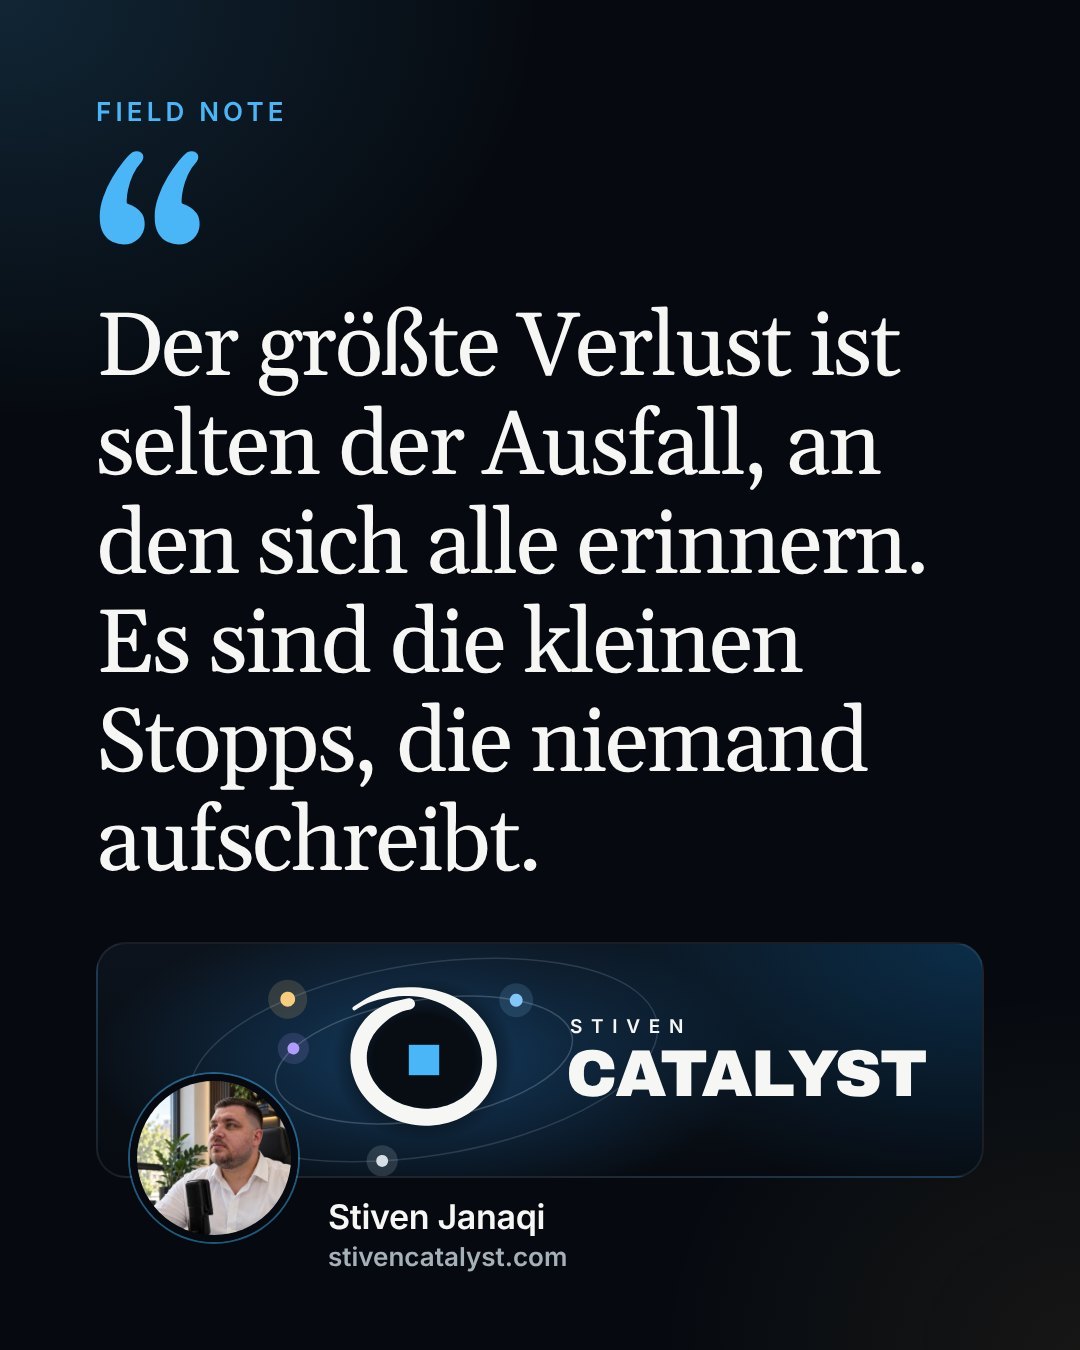 FIELD NOTE
“
Der größte Verlust ist
selten der Ausfall, an
den sich alle erinnern.
Es sind die kleinen
Stopps, die niemand
aufschreibt.
STIVEN
CATALYST
Stiven Janaqi
stivencatalyst.com